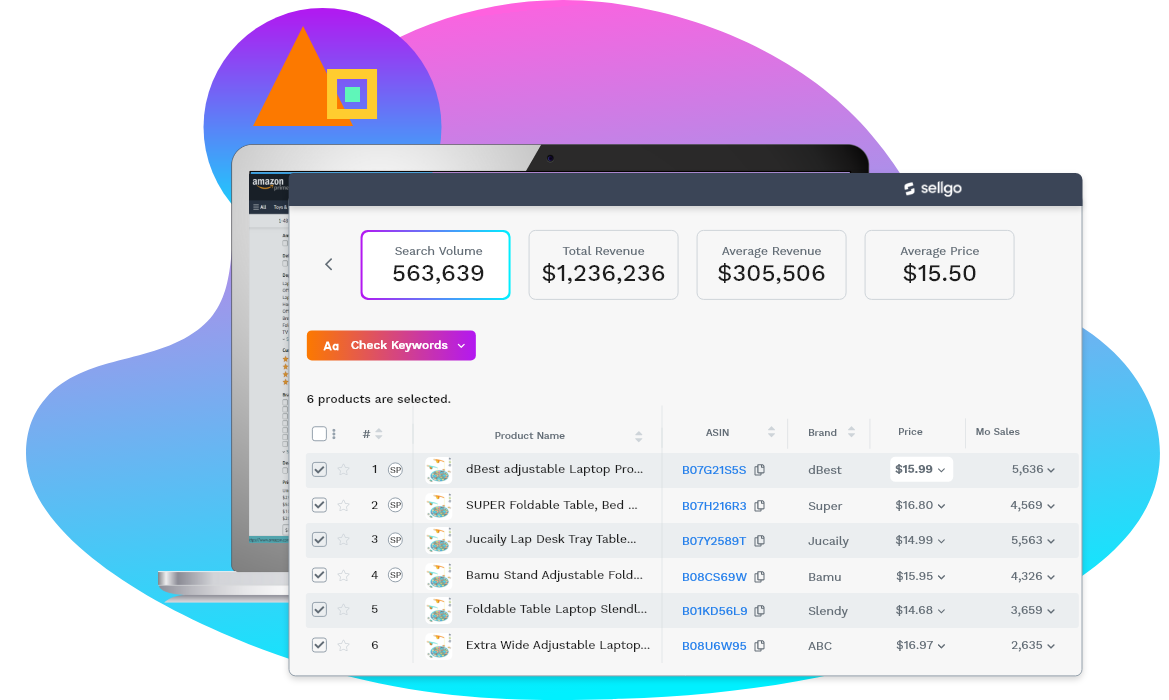 amazon
prime
All Toys &
sellgo
Search Volume
563,639
Total Revenue
$1,236,236
Average Revenue
$305,506
Average Price
$15.50
Aa Check Keywords
6 products are selected.
# Product Name ASIN Brand Price Mo Sales
1 SP dBest adjustable Laptop Pro... B07G21S5S dBest $15.99 5,636
2 SP SUPER Foldable Table, Bed ... B07H216R3 Super $16.80 4,569
3 SP Jucaily Lap Desk Tray Table... B07Y2589T Jucaily $14.99 5,563
4 SP Bamu Stand Adjustable Fold... B08CS69W Bamu $15.95 4,326
5 Foldable Table Laptop Slendl... B01KD56L9 Slendy $14.68 3,659
6 Extra Wide Adjustable Laptop... B08U6W95 ABC $16.97 2,635